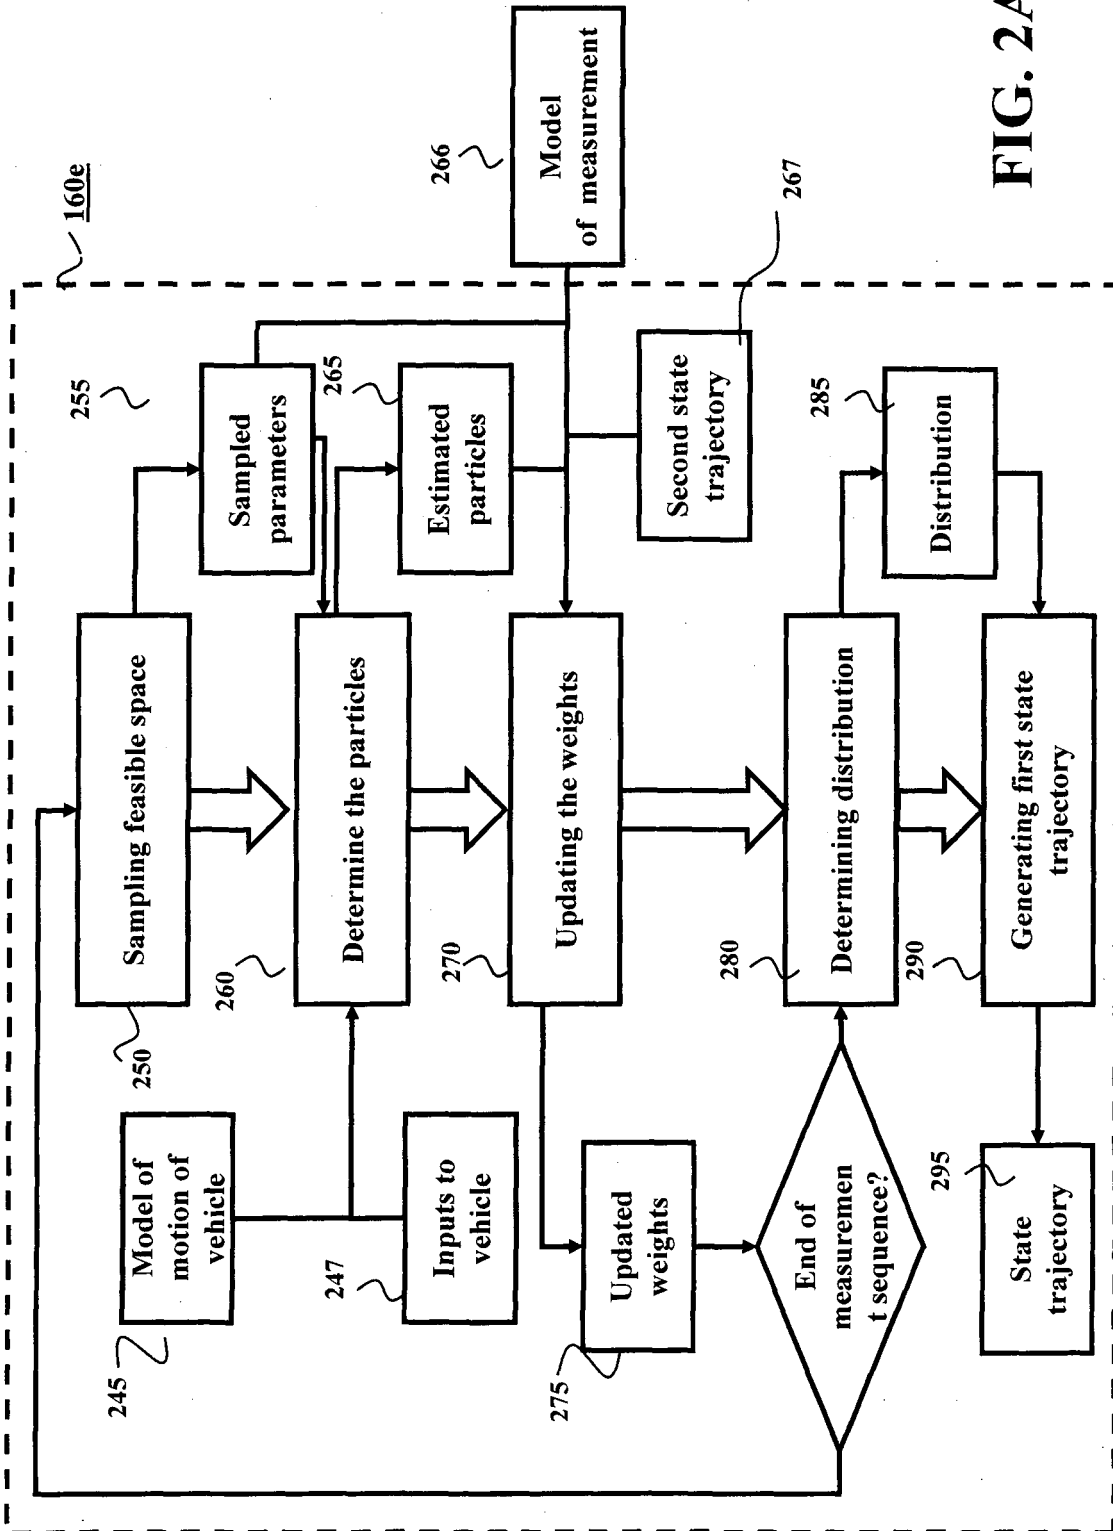 160e
250
Sampling feasible space
255
Sampled
parameters
245
Model of
motion of
vehicle
247
Inputs to
vehicle
260
Determine the particles
265
Estimated
particles
266
Model
of measurement
267
Second state
trajectory
270
Updating the weights
275
Updated
weights
End of
measuremen
t sequence?
280
Determining distribution
285
Distribution
290
Generating first state
trajectory
295
State
trajectory
FIG. 2A